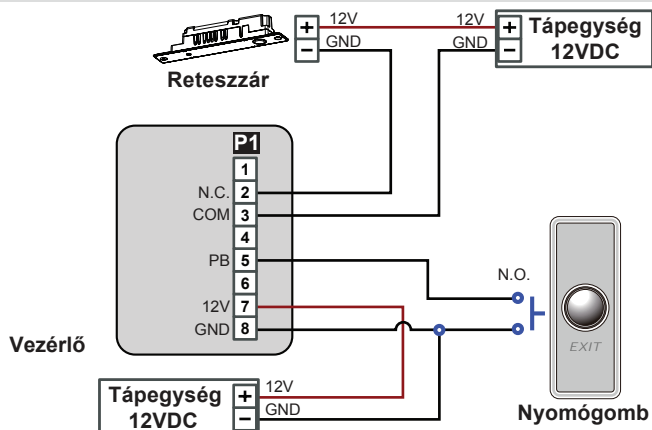 12V
12V
+
+
Tápegység
12VDC
GND
GND
−
−
Reteszzár
P1
1
N.C. 2
COM 3
4
PB 5
6
12V 7
GND 8
Vezérlő
N.O.
EXIT
Nyomógomb
Tápegység
12VDC
+ 12V
− GND